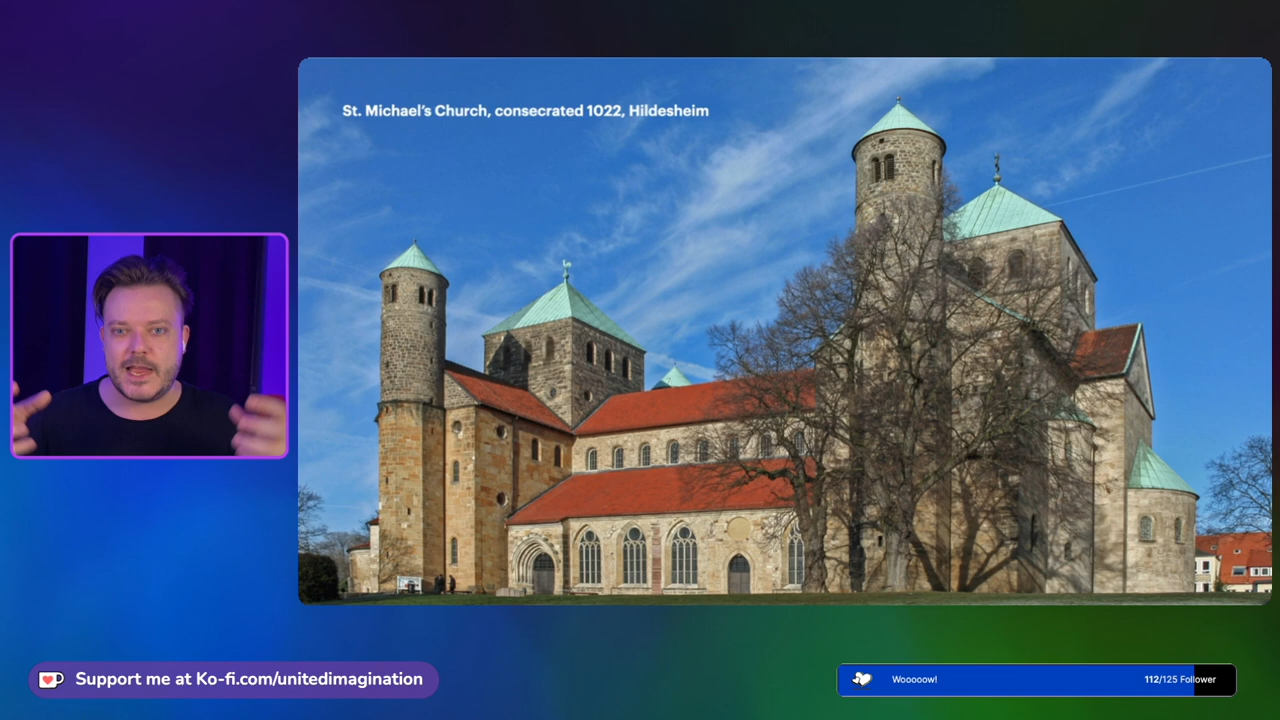 St. Michael's Church, consecrated 1022, Hildesheim
Support me at Ko-fi.com/unitedimagination
Wooooow!
112/125 Follower